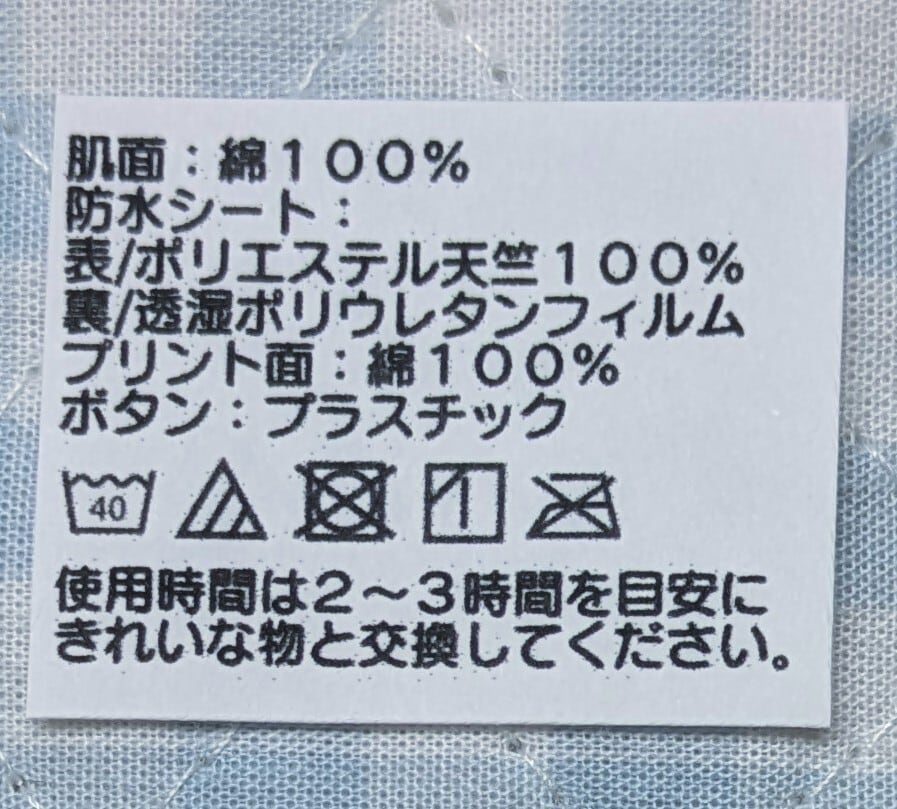 肌面：綿１００％
防水シート：
表/ポリエステル天竺１００％
裏/透湿ポリウレタンフィルム
プリント面：綿１００％
ボタン：プラスチック
40
使用時間は２～３時間を目安に
きれいな物と交換してください。